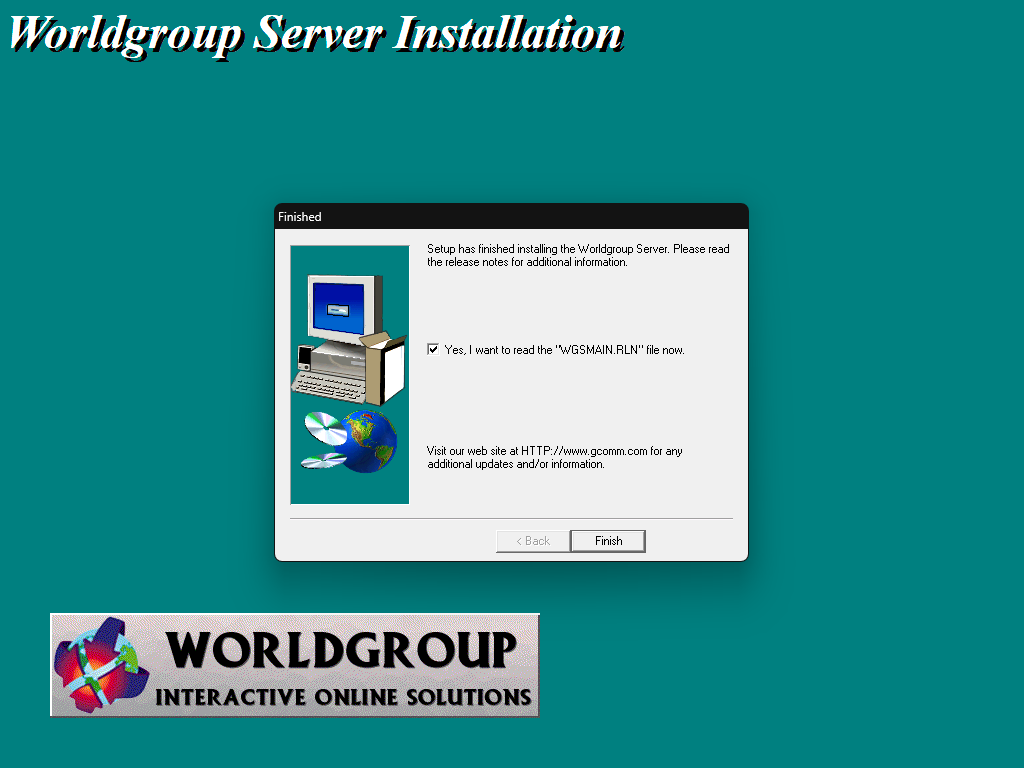 Worldgroup Server Installation
Finished
Setup has finished installing the Worldgroup Server. Please read
the release notes for additional information.
Yes, I want to read the "WGSMAIN.RLN" file now.
Visit our web site at HTTP://www.gcomm.com for any
additional updates and/or information.
< Back
Finish
WORLDGROUP
INTERACTIVE ONLINE SOLUTIONS